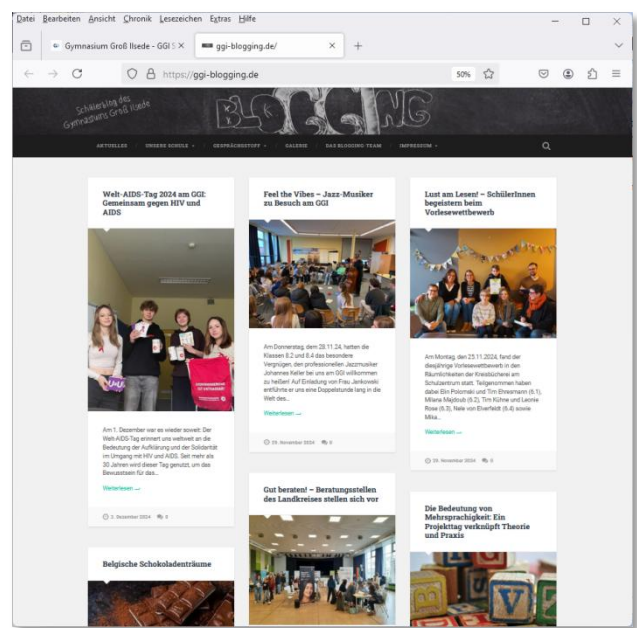 Datei Bearbeiten Ansicht Chronik Lesezeichen Extras Hilfe
Gymnasium Groß Ilsede - GGI S
ggi-blogging.de/
https://ggi-blogging.de
50%
Schülerblog des
Gymnasiums Groß Ilsede
BLOGGING
AKTUELLES
UNSERE SCHULE
GESPRÄCHSSTOFF
GALERIE
DAS BLOGGING-TEAM
IMPRESSUM
Welt-AIDS-Tag 2024 am GGI:
Gemeinsam gegen HIV und
AIDS
Am 1. Dezember war es wieder soweit: Der
Welt-AIDS-Tag erinnert uns weltweit an die
Bedeutung der Aufklärung und der Solidarität
im Umgang mit HIV und AIDS. Seit mehr als
30 Jahren wird dieser Tag genutzt, um das
Bewusstsein für das...
Weiterlesen →
2. Dezember 2024 0
Belgische Schokoladenträume
Feel the Vibes – Jazz-Musiker
zu Besuch am GGI
Am Donnerstag, dem 28.11.24, hatten die
Klassen 8.2 und 8.4 das besondere
Vergnügen, den professionellen Jazzmusiker
Johannes Keller bei uns am GGI willkommen
zu heißen! Auf Einladung von Frau Jankowski
entführte er uns eine Doppelstunde lang in die
Welt des...
Weiterlesen →
29. November 2024 0
Gut beraten! – Beratungsstellen
des Landkreises stellen sich vor
Lust am Lesen! – SchülerInnen
begeistern beim
Vorlesewettbewerb
Am Montag, den 25.11.2024, fand der
diesjährige Vorlesewettbewerb in den
Räumlichkeiten der Kreisbücherei am
Schulzentrum statt. Teilgenommen haben
dabei Elin Polomski und Tim Ehresmann (6.1),
Milana Majdoub (6.2), Tim Kühne und Leonie
Rose (6.3), Nele von Elverfeldt (6.4) sowie
Mika...
Weiterlesen →
29. November 2024 0
Die Bedeutung von
Mehrsprachigkeit: Ein
Projekttag verknüpft Theorie
und Praxis